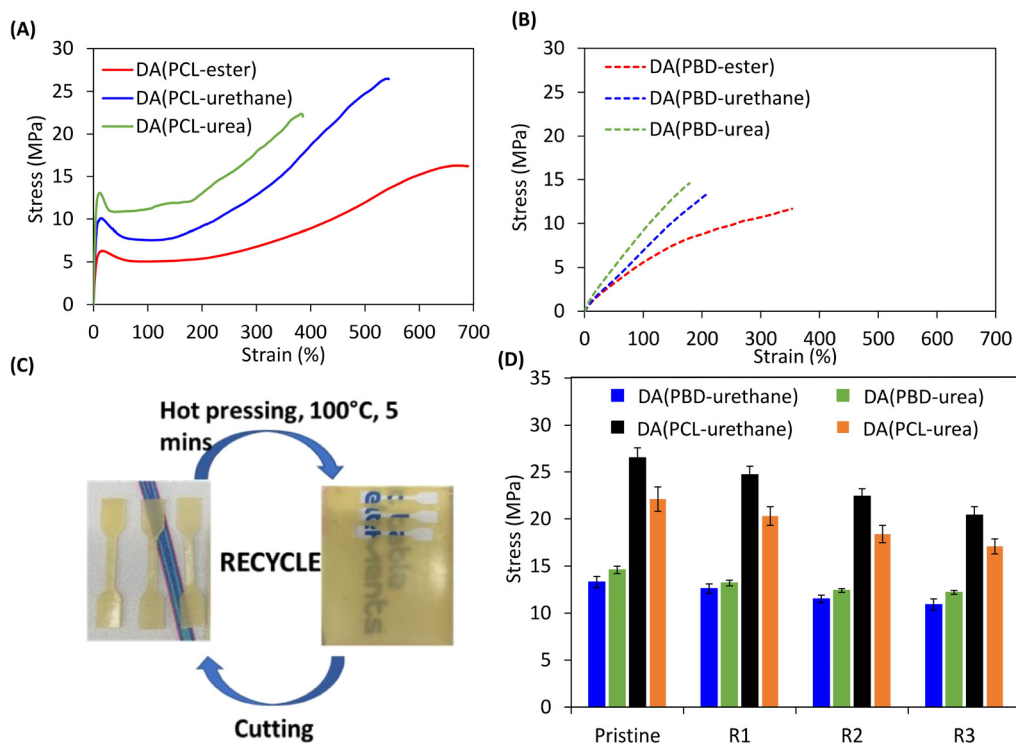 (A)
Stress (MPa)
30
25
20
15
10
5
0
DA(PCL-ester)
DA(PCL-urethane)
DA(PCL-urea)
0 100 200 300 400 500 600 700
Strain (%)
(B)
Stress (MPa)
30
25
20
15
10
5
0
DA(PBD-ester)
DA(PBD-urethane)
DA(PBD-urea)
0 100 200 300 400 500 600 700
Strain (%)
(C)
Hot pressing, 100°C, 5
mins
RECYCLE
Cutting
(D)
Stress (MPa)
35
30
25
20
15
10
5
0
DA(PBD-urethane) DA(PBD-urea)
DA(PCL-urethane) DA(PCL-urea)
Pristine R1 R2 R3